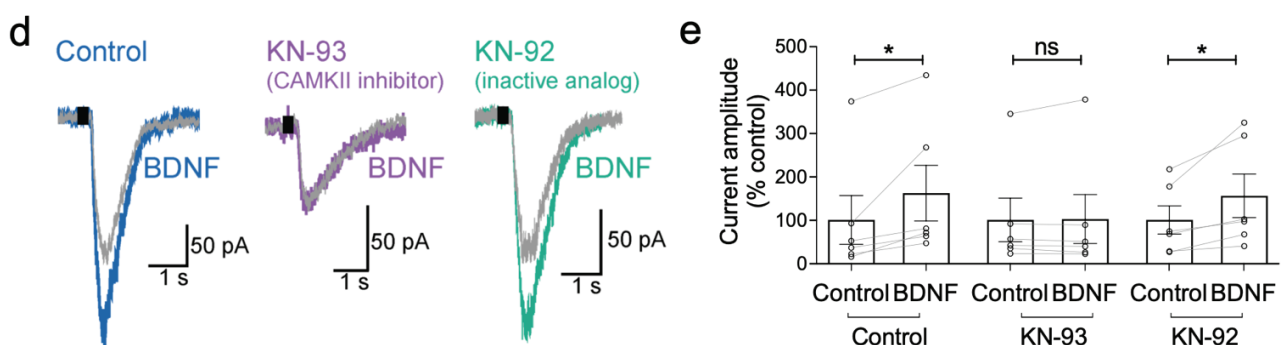 d
Control
BDNF
50 pA
1 s
KN-93
(CAMKII inhibitor)
BDNF
50 pA
1 s
KN-92
(inactive analog)
BDNF
50 pA
1 s
e
Current amplitude
(% control)
500
400
300
200
100
0
*
ns
*
Control BDNF Control BDNF Control BDNF
Control KN-93 KN-92